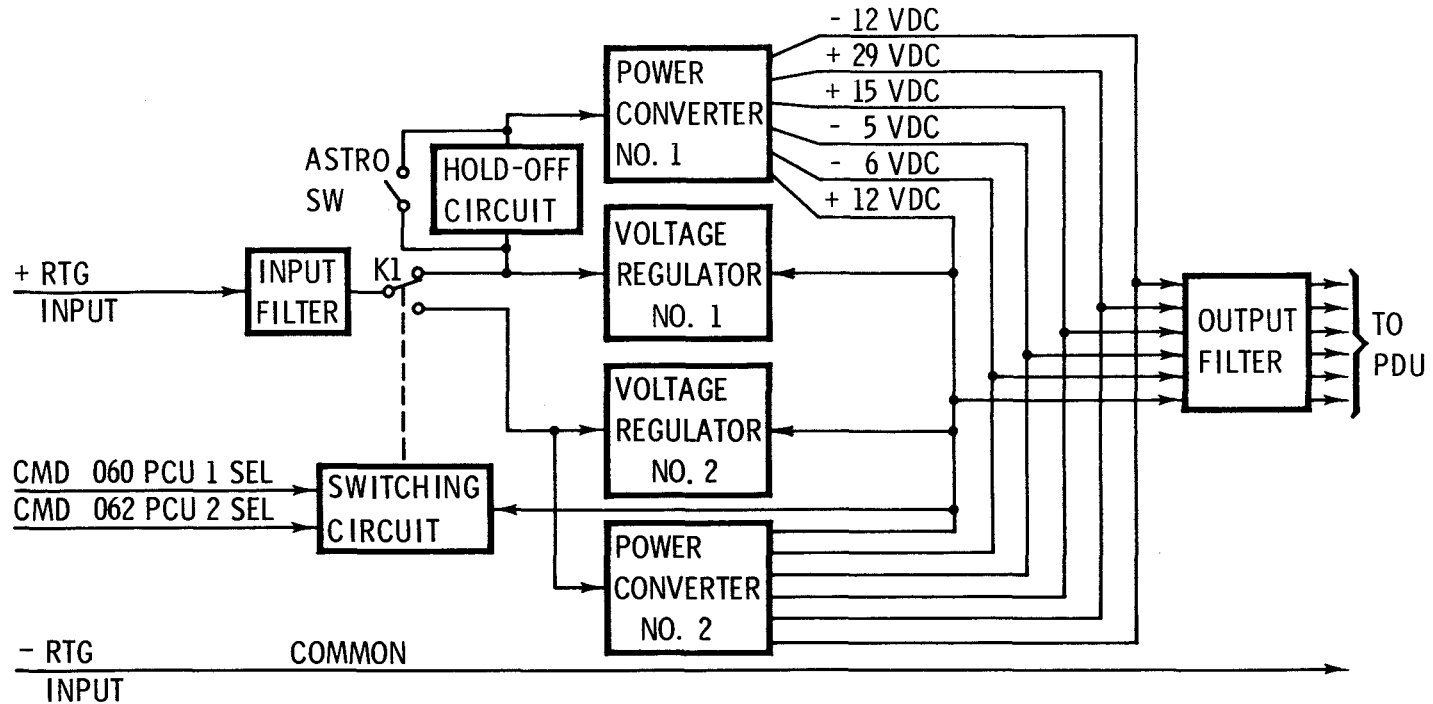 - 12 VDC
+ 29 VDC
+ 15 VDC
- 5 VDC
- 6 VDC
+ 12 VDC
POWER
CONVERTER
NO. 1
ASTRO
SW
HOLD-OFF
CIRCUIT
VOLTAGE
REGULATOR
NO. 1
+ RTG
INPUT
INPUT
FILTER
K1
OUTPUT
FILTER
TO
PDU
VOLTAGE
REGULATOR
NO. 2
CMD 060 PCU 1 SEL
CMD 062 PCU 2 SEL
SWITCHING
CIRCUIT
POWER
CONVERTER
NO. 2
- RTG
INPUT
COMMON